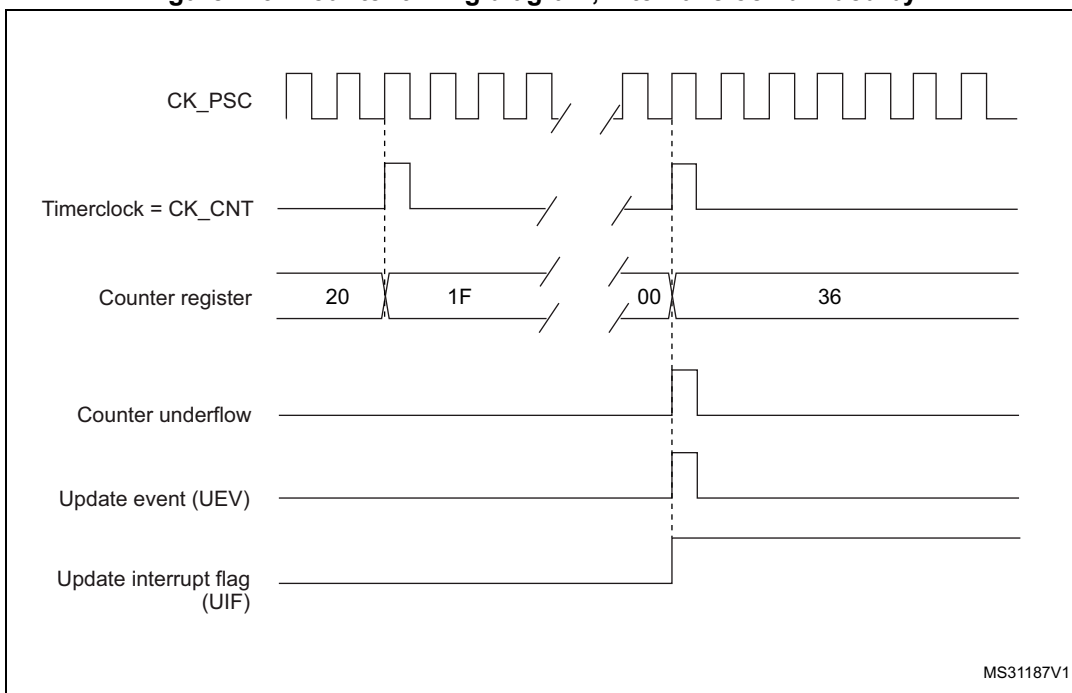 CK_PSC
Timerclock = CK_CNT
Counter register
20
1F
00
36
Counter underflow
Update event (UEV)
Update interrupt flag
(UIF)
MS31187V1